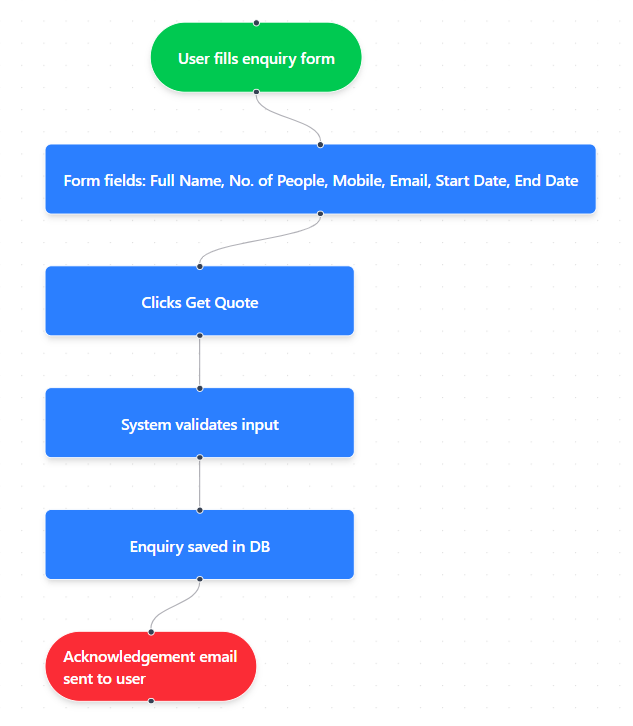 User fills enquiry form
Form fields: Full Name, No. of People, Mobile, Email, Start Date, End Date
Clicks Get Quote
System validates input
Enquiry saved in DB
Acknowledgement email
sent to user